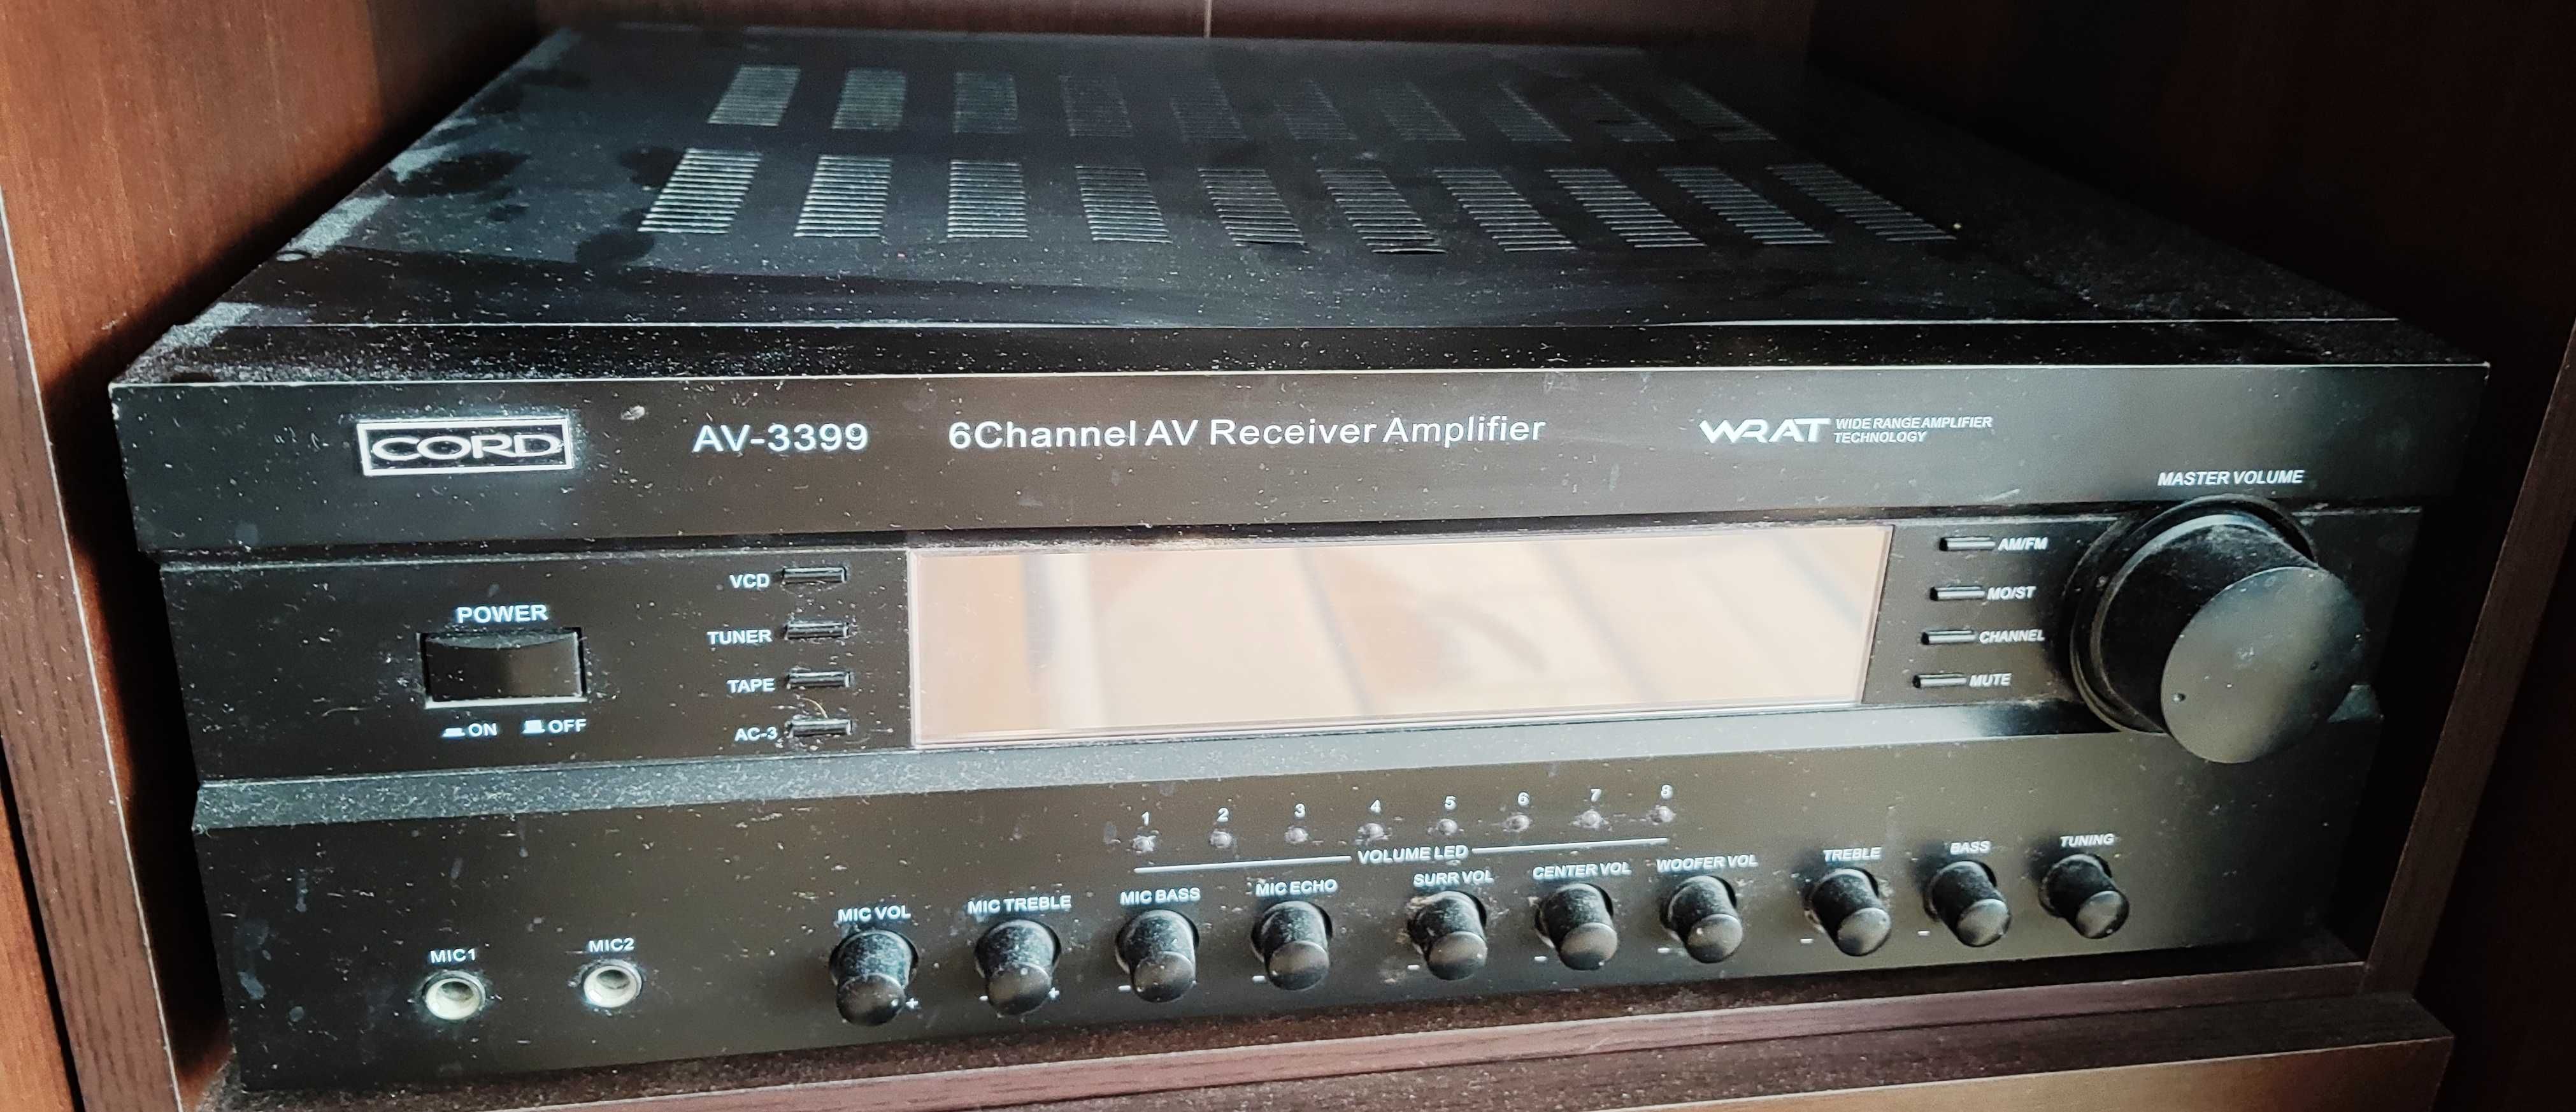 CORD
AV-3399 6Channel AV Receiver Amplifier
WRAT WIDE RANGE AMPLIFIER
TECHNOLOGY
MASTER VOLUME
POWER
ON OFF
VCD
TUNER
TAPE
AC-3
AM/FM
MO/ST
CHANNEL
MUTE
1 2 3 4 5 6 7 8
VOLUME LED
MIC1
MIC2
MIC VOL
MIC TREBLE
MIC BASS
MIC ECHO
SURR VOL
CENTER VOL
WOOFER VOL
TREBLE
BASS
TUNING